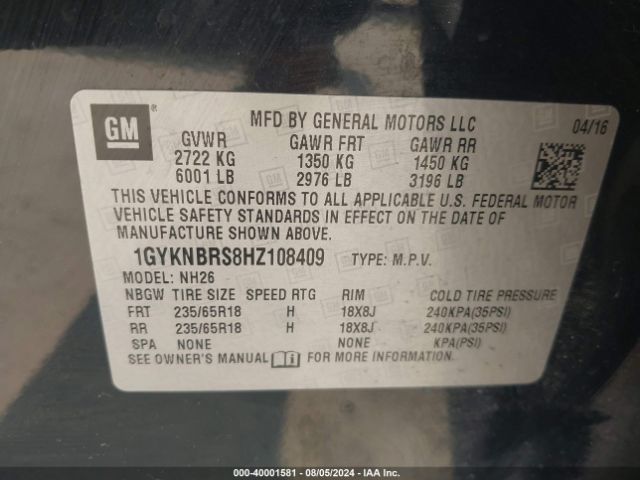 GM ®
MFD BY GENERAL MOTORS LLC 04/16
GVWR GAWR FRT GAWR RR
2722 KG 1350 KG 1450 KG
6001 LB 2976 LB 3196 LB
THIS VEHICLE CONFORMS TO ALL APPLICABLE U.S. FEDERAL MOTOR
VEHICLE SAFETY STANDARDS IN EFFECT ON THE DATE OF
MANUFACTURE SHOWN ABOVE.
1GYKNBRS8HZ108409 TYPE: M.P.V.
MODEL: NH26
NBGW TIRE SIZE SPEED RTG RIM COLD TIRE PRESSURE
FRT 235/65R18 H 18X8J 240KPA(35PSI)
RR 235/65R18 H 18X8J 240KPA(35PSI)
SPA NONE NONE KPA(PSI)
SEE OWNER'S MANUAL FOR MORE INFORMATION.
000-40001581 - 08/05/2024 - IAA Inc.